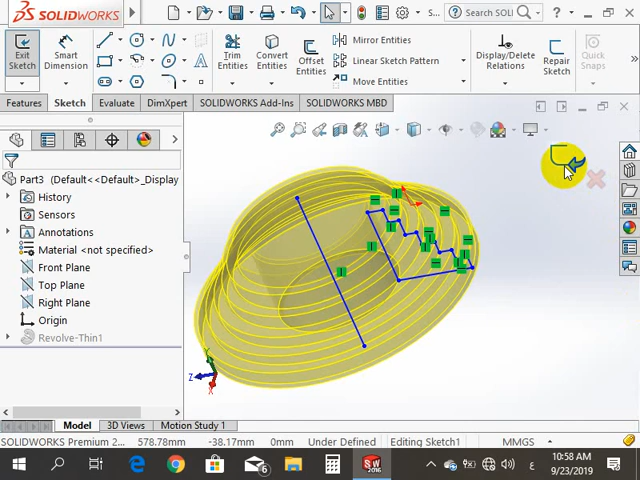 SOLIDWORKS
S...
Search SO
Exit Sketch
Smart Dimension
Trim Entities
Convert Entities
Offset Entities
Mirror Entities
Linear Sketch Pattern
Move Entities
Display/Delete Relations
Repair Sketch
Quick Snaps
Features
Sketch
Evaluate
DimXpert
SOLIDWORKS Add-Ins
SOLIDWORKS MBD
Part3 (Default<<Default>_Display
History
Sensors
Annotations
Material <not specified>
Front Plane
Top Plane
Right Plane
Origin
Revolve-Thin1
Z
X
Model
3D Views
Motion Study 1
SOLIDWORKS Premium 2...
578.78mm
-38.17mm
0mm
Under Defined
Editing Sketch1
MMGS
6
SW
2016
ع
10:58 AM
9/23/2019